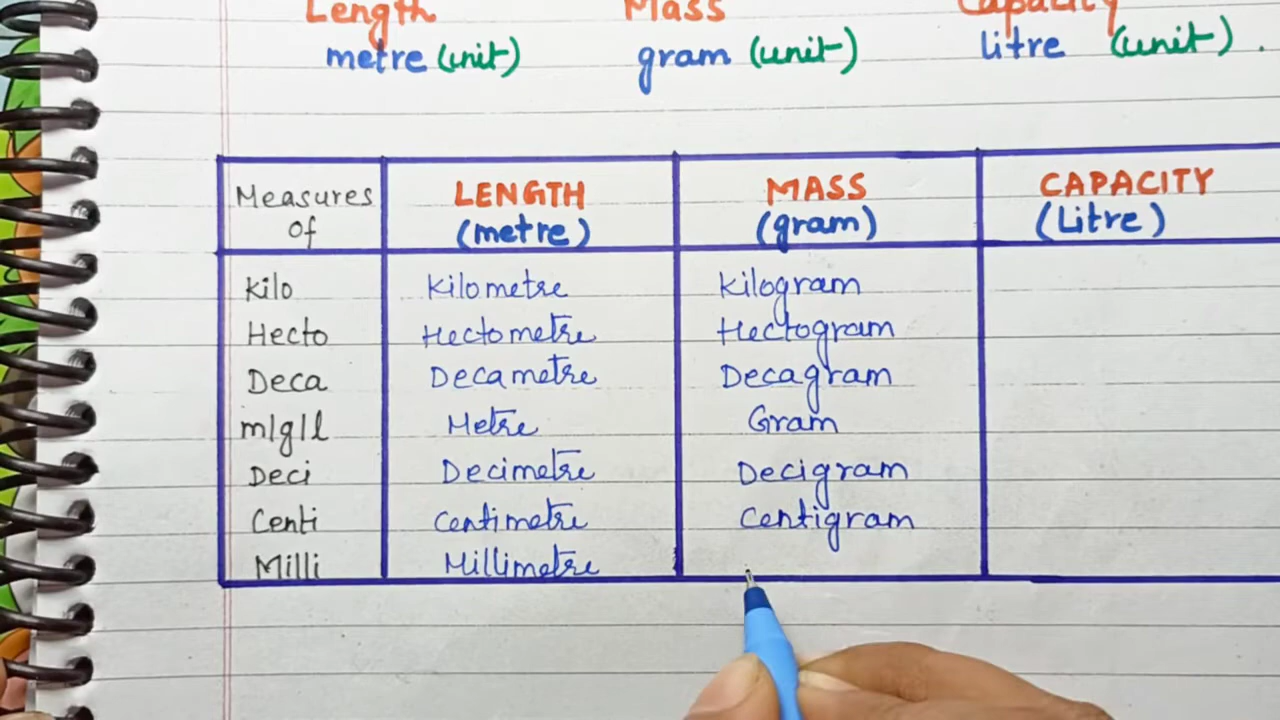 Length Mass Capacity
metre (unit) gram (unit) litre (unit).
Measures of LENGTH (metre) MASS (gram) CAPACITY (Litre)
Kilo Kilometre Kilogram
Hecto Hectometre Hectogram
Deca Decametre Decagram
m/g/l Metre Gram
Deci Decimetre Decigram
Centi Centimetre Centigram
Milli Millimetre